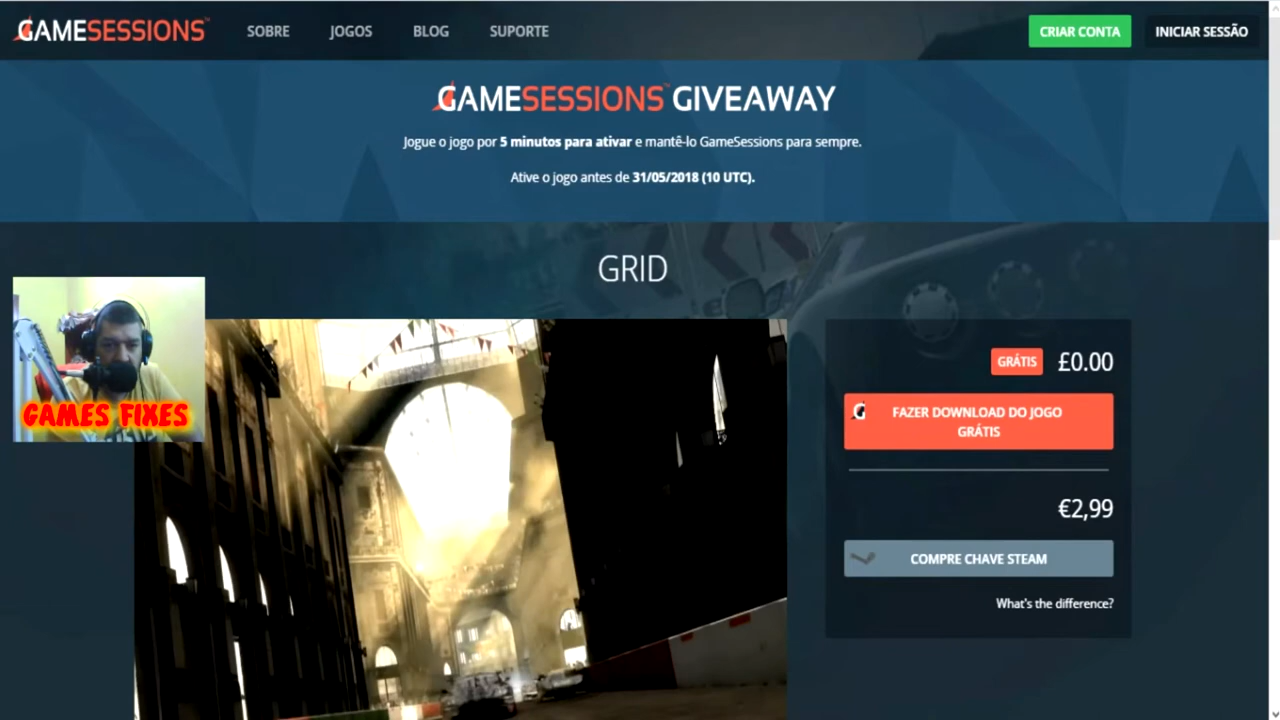 GAMESESSIONS™ SOBRE JOGOS BLOG SUPORTE CRIAR CONTA INICIAR SESSÃO
GAMESESSIONS™ GIVEAWAY
Jogue o jogo por 5 minutos para ativar e mantê-lo GameSessions para sempre.
Ative o jogo antes de 31/05/2018 (10 UTC).
GRID
GRÁTIS £0.00
FAZER DOWNLOAD DO JOGO
GRÁTIS
GAMES FIXES
€2,99
COMPRE CHAVE STEAM
What's the difference?